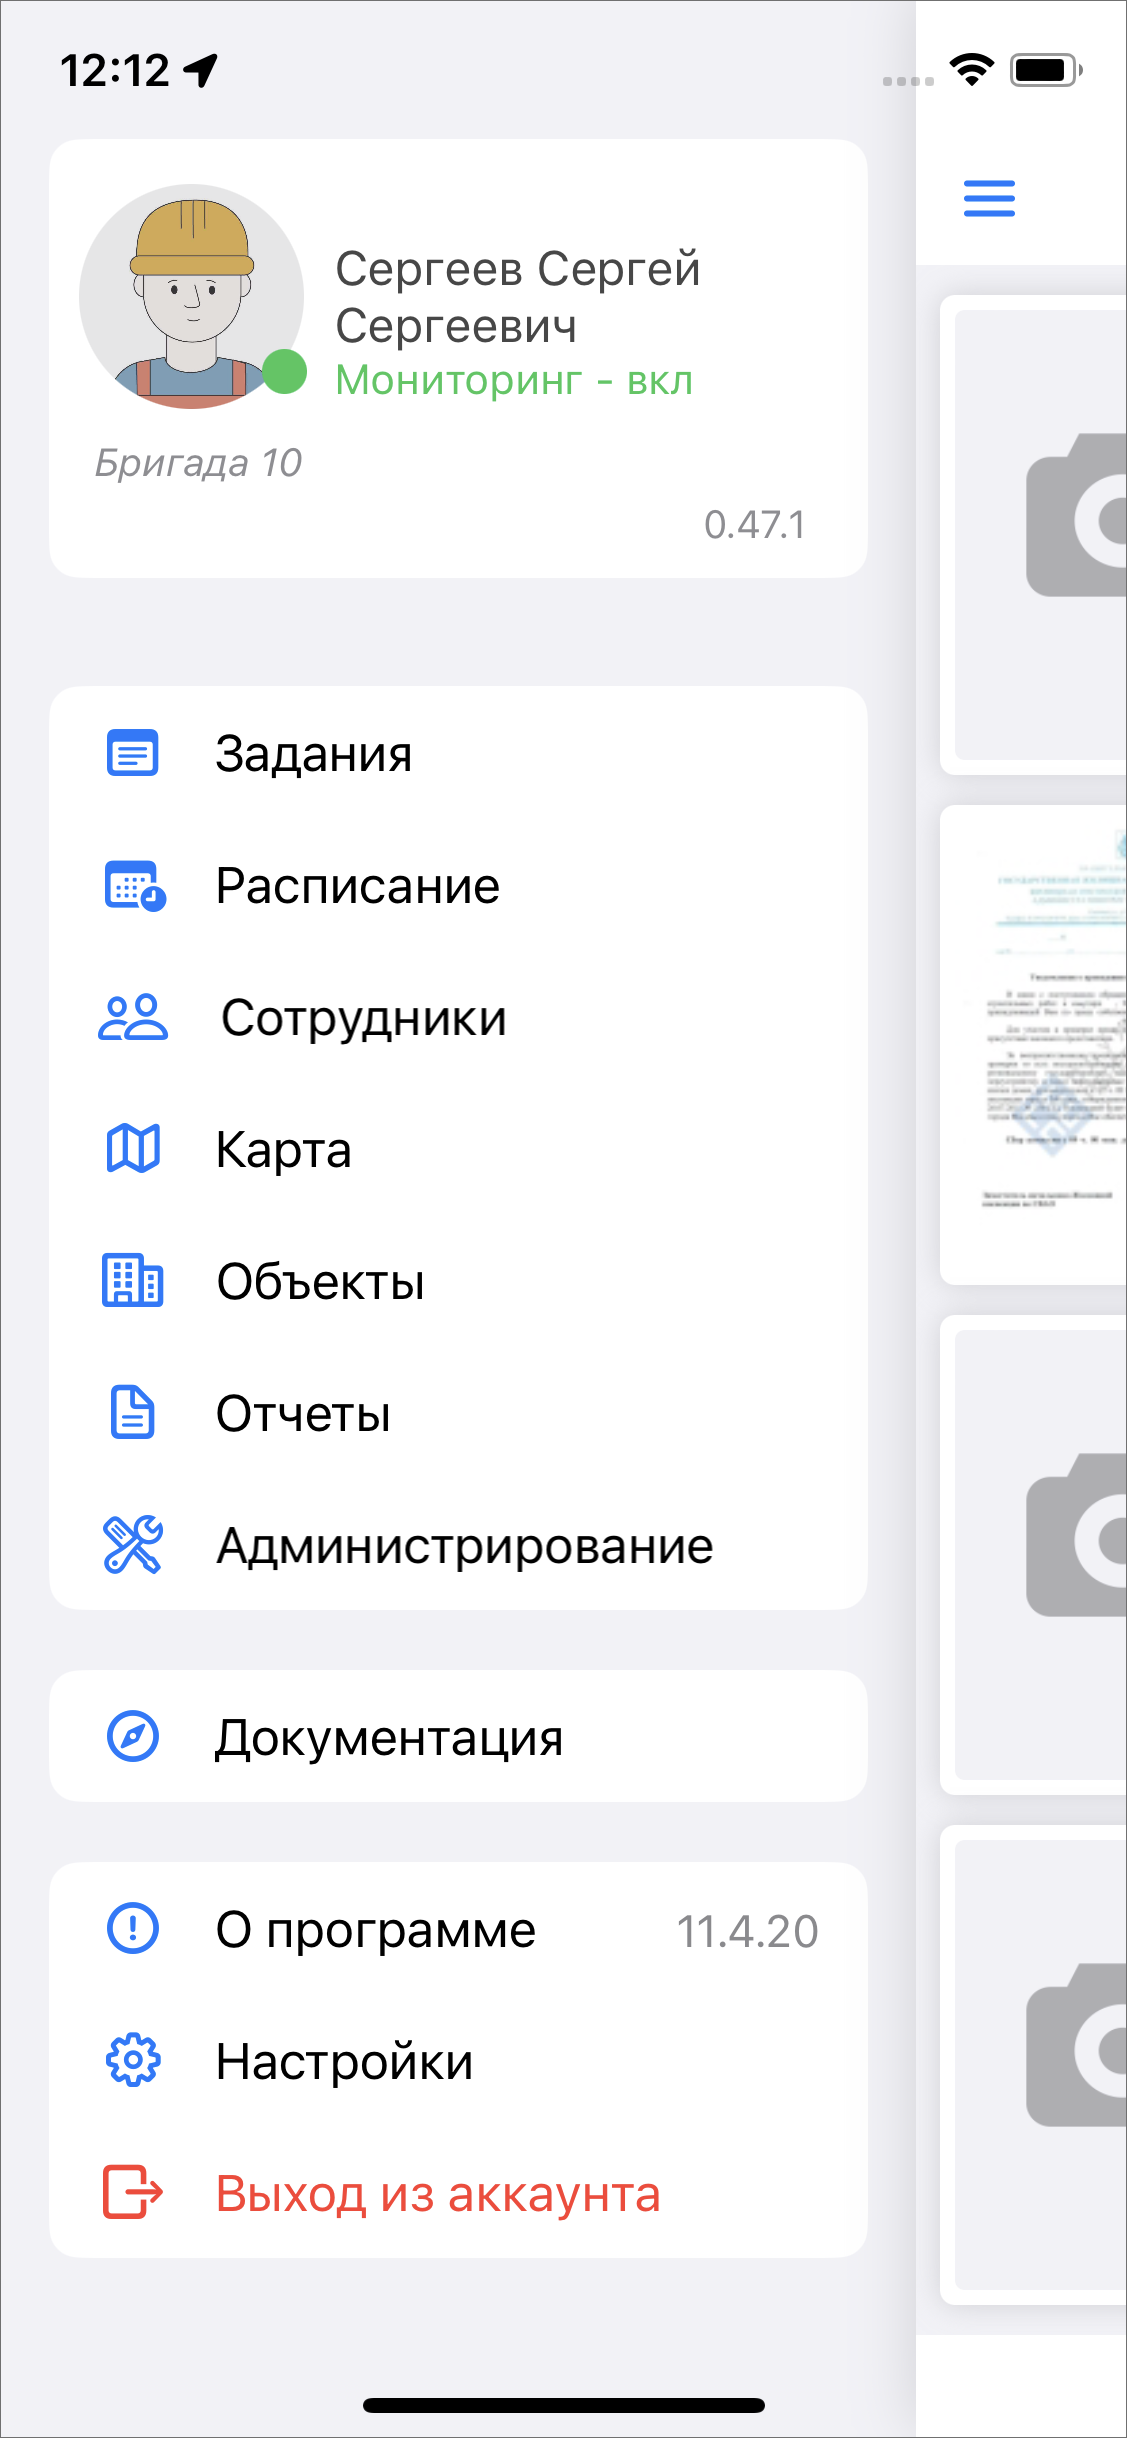 12:12
Сергеев Сергей
Сергеевич
Мониторинг - вкл
Бригада 10
0.47.1
Задания
Расписание
Сотрудники
Карта
Объекты
Отчеты
Администрирование
Документация
О программе 11.4.20
Настройки
Выход из аккаунта